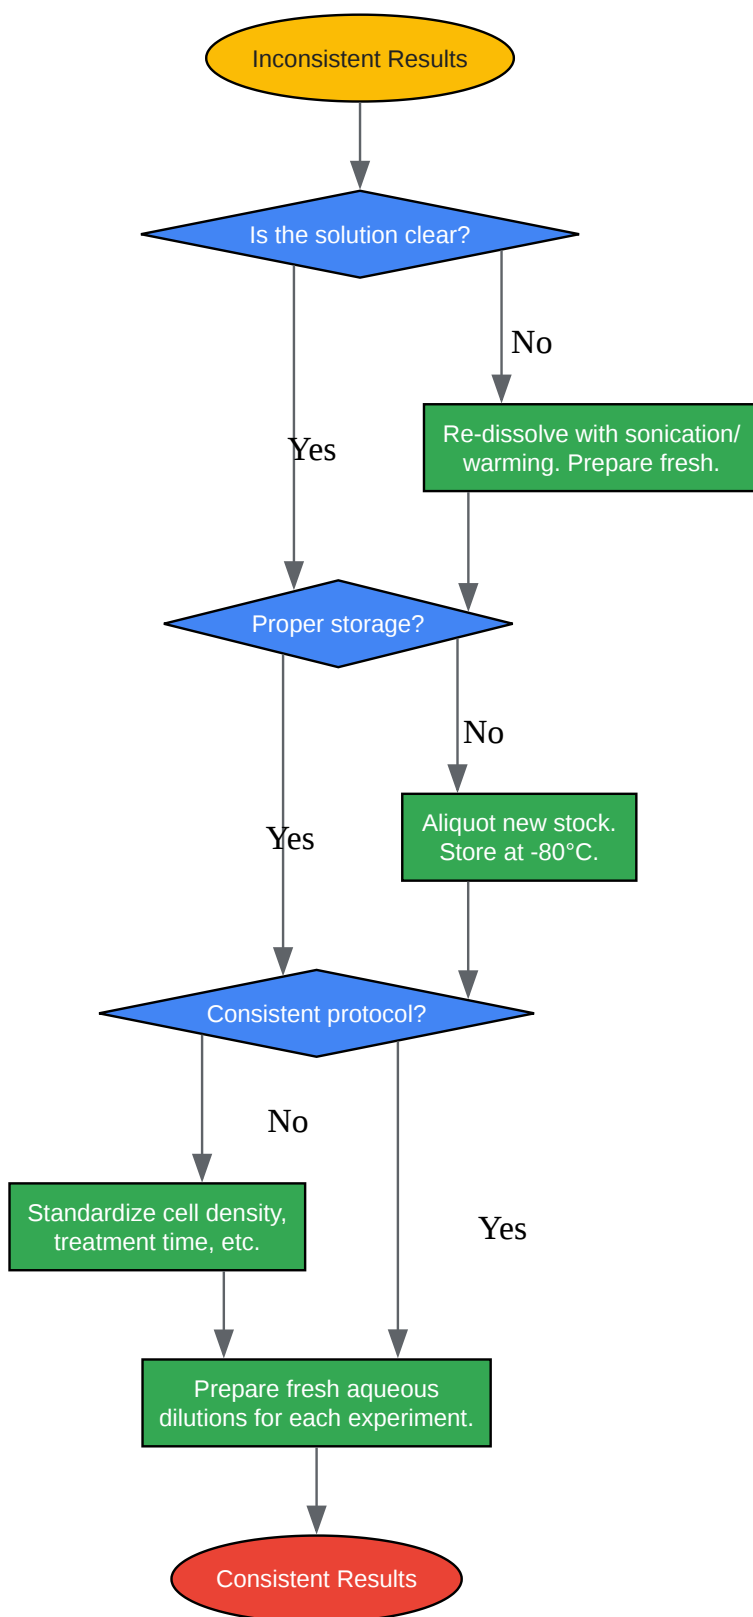 Inconsistent Results
Is the solution clear?
No
Re-dissolve with sonication/
warming. Prepare fresh.
Yes
Proper storage?
No
Aliquot new stock.
Store at -80°C.
Yes
Consistent protocol?
No
Standardize cell density,
treatment time, etc.
Yes
Prepare fresh aqueous
dilutions for each experiment.
Consistent Results